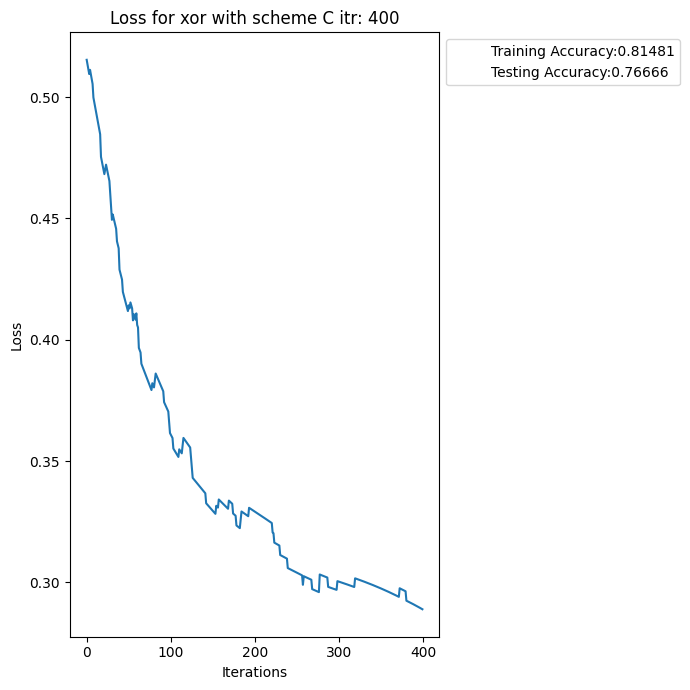 Loss for xor with scheme C itr: 400
Training Accuracy:0.81481
Testing Accuracy:0.76666
0.50
0.45
0.40
0.35
0.30
Loss
0 100 200 300 400
Iterations